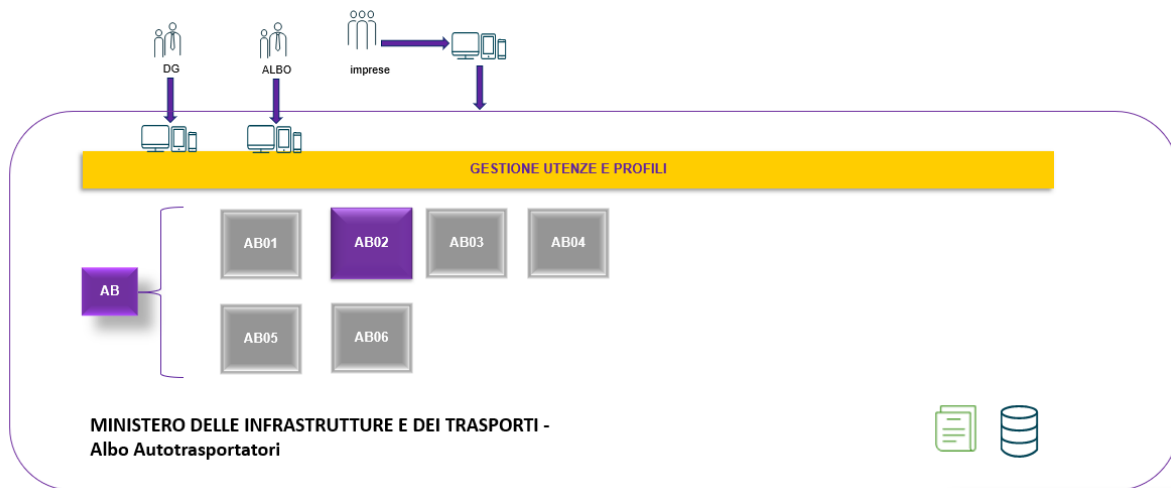 DG
ALBO
imprese
GESTIONE UTENZE E PROFILI
AB01
AB02
AB03
AB04
AB
AB05
AB06
MINISTERO DELLE INFRASTRUTTURE E DEI TRASPORTI -
Albo Autotrasportatori